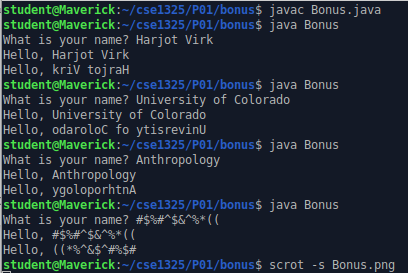 student@Maverick:~/cse1325/P01/bonus$ javac Bonus.java
student@Maverick:~/cse1325/P01/bonus$ java Bonus
What is your name? Harjot Virk
Hello, Harjot Virk
Hello, kriV tojraH
student@Maverick:~/cse1325/P01/bonus$ java Bonus
What is your name? University of Colorado
Hello, University of Colorado
Hello, odaroloC fo ytisrevinU
student@Maverick:~/cse1325/P01/bonus$ java Bonus
What is your name? Anthropology
Hello, Anthropology
Hello, ygoloporhtnA
student@Maverick:~/cse1325/P01/bonus$ java Bonus
What is your name? #$%#^$&^%*((
Hello, #$%#^$&^%*((
Hello, ((*%^&$^#%$#
student@Maverick:~/cse1325/P01/bonus$ scrot -s Bonus.png